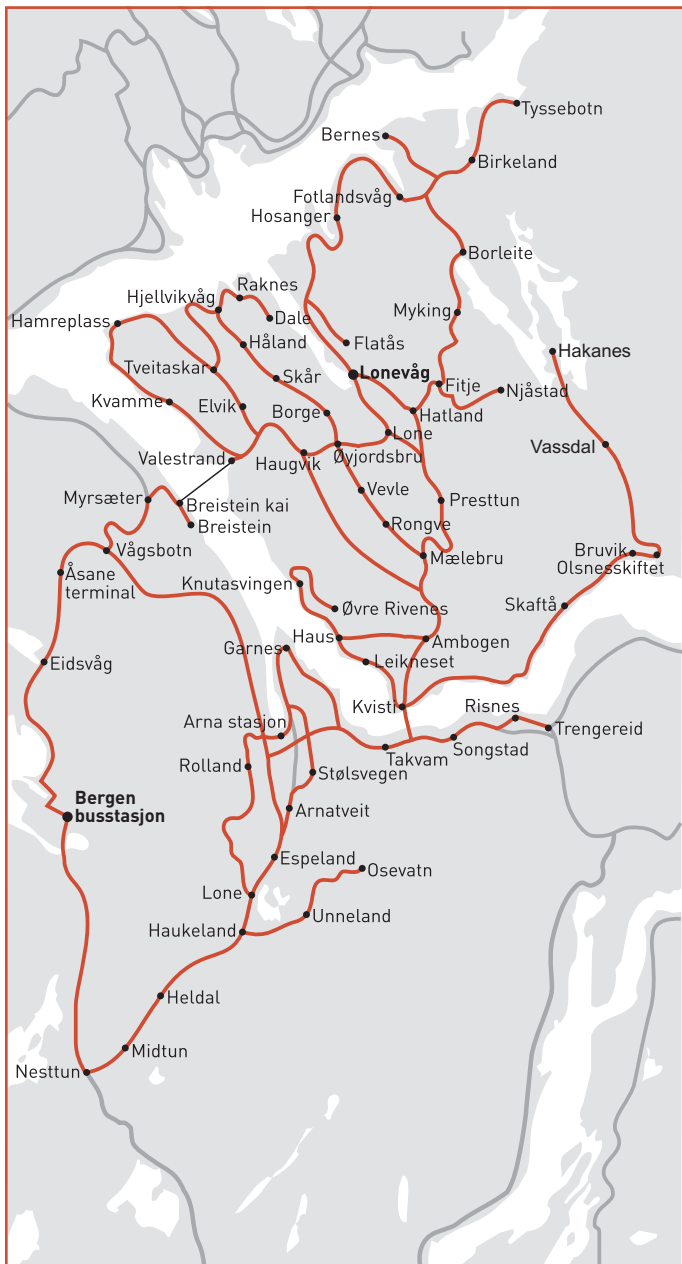 Tyssebotn
Bernes
Birkeland
Fotlandsvåg
Hosanger
Borleite
Raknes
Hjellvikvåg
Dale
Myking
Hamreplass
Håland
Flatås
Hakanes
Tveitaskar
Skår
Lonevåg
Fitje
Njåstad
Kvamme
Elvik
Borge
Hatland
Lone
Vassdal
Valestrand
Haugvik
Øyjordsbru
Myrsæter
Breistein kai
Vevle
Presttun
Breistein
Rongve
Vågsbotn
Mælebru
Bruvik
Olsnesskiftet
Åsane
terminal
Knutasvingen
Øvre Rivenes
Skaftå
Haus
Ambogen
Garnes
Leikneset
Eidsvåg
Kvisti
Risnes
Arna stasjon
Trengereid
Songstad
Takvam
Rolland
Stølsvegen
Bergen
busstasjon
Arnatveit
Espeland
Osevatn
Lone
Unneland
Haukeland
Heldal
Midtun
Nesttun